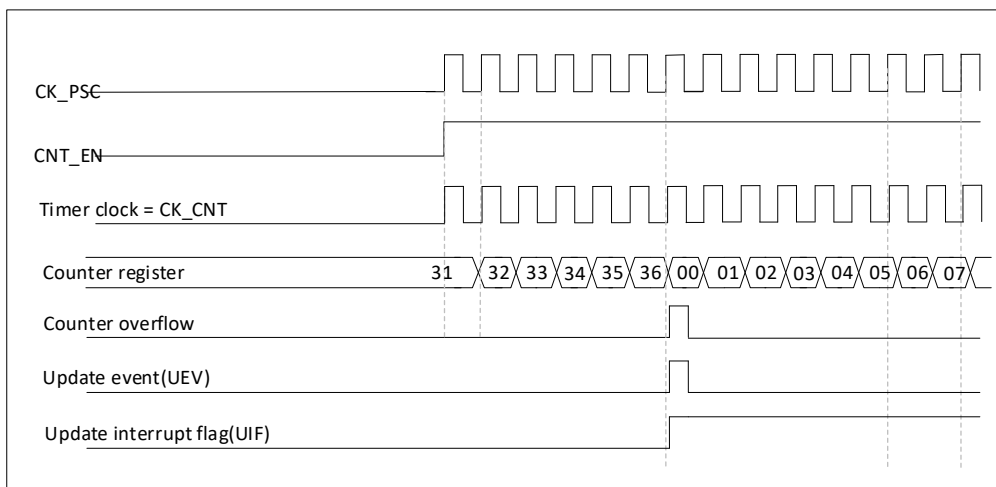 CK_PSC
CNT_EN
Timer clock = CK_CNT
Counter register 31 32 33 34 35 36 00 01 02 03 04 05 06 07
Counter overflow
Update event(UEV)
Update interrupt flag(UIF)